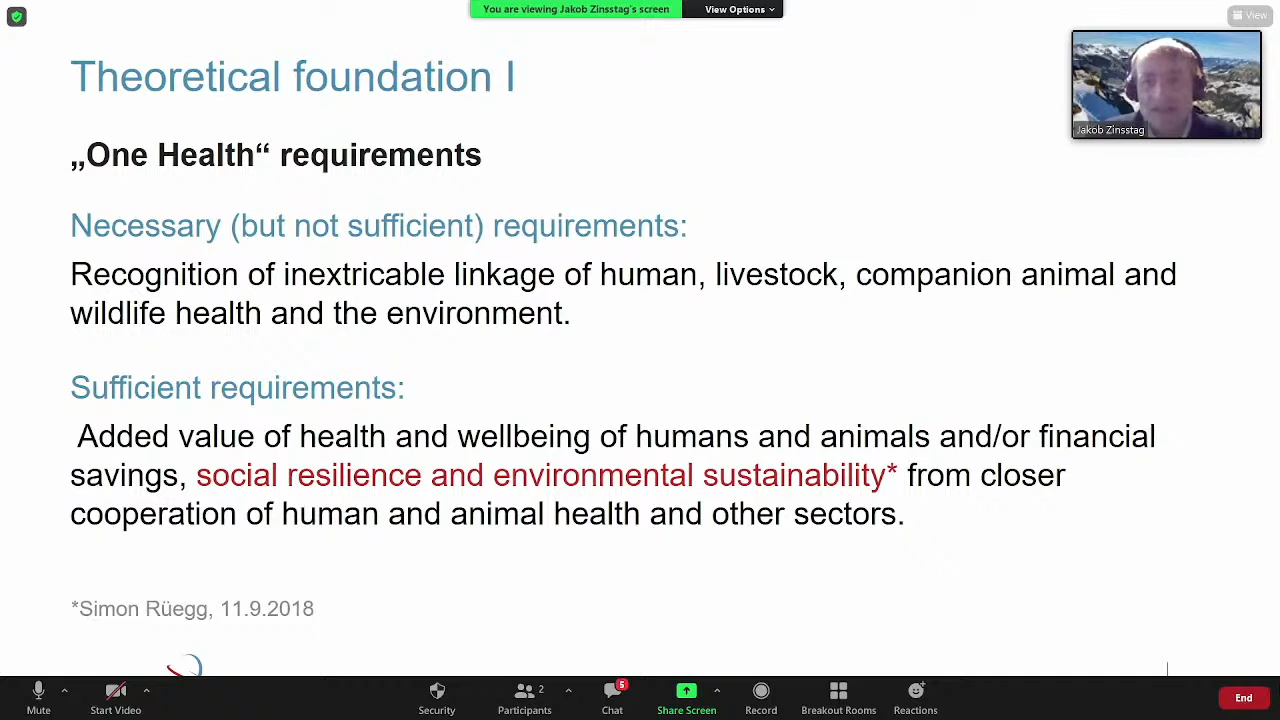 You are viewing Jakob Zinsstag's screen
View Options
View
Theoretical foundation I
Jakob Zinsstag
„One Health“ requirements
Necessary (but not sufficient) requirements:
Recognition of inextricable linkage of human, livestock, companion animal and
wildlife health and the environment.
Sufficient requirements:
Added value of health and wellbeing of humans and animals and/or financial
savings, social resilience and environmental sustainability* from closer
cooperation of human and animal health and other sectors.
*Simon Rüegg, 11.9.2018
Mute
Start Video
Security
Participants
2
Chat
5
Share Screen
Record
Breakout Rooms
Reactions
End